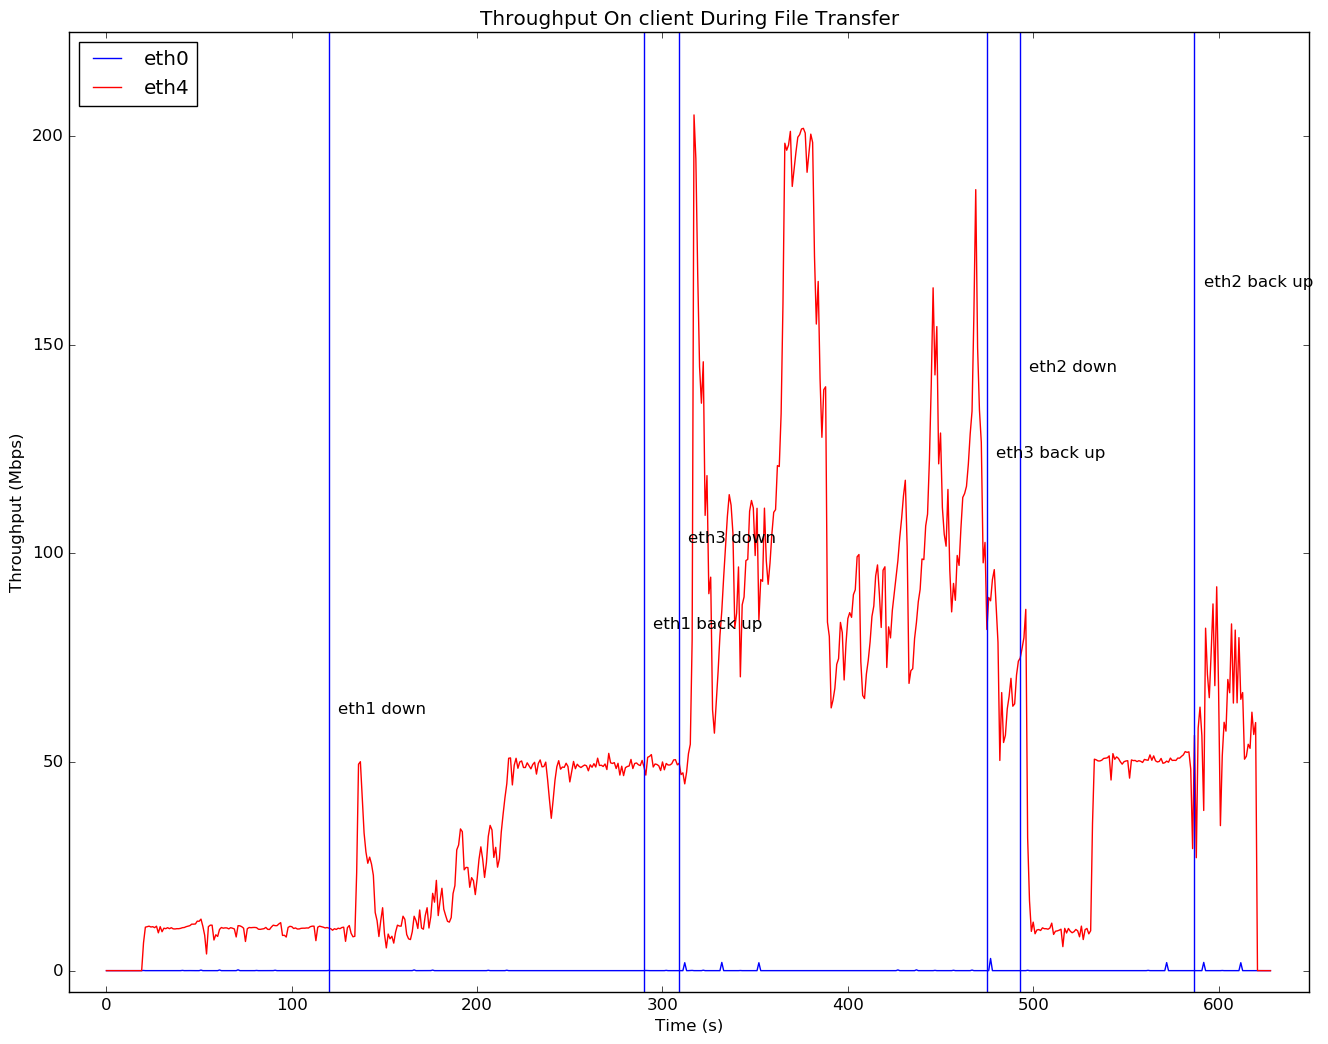 Throughput On client During File Transfer
eth0
eth4
200
150
100
50
0
Throughput (Mbps)
eth2 back up
eth2 down
eth3 back up
eth3 down
eth1 back up
eth1 down
0
100
200
300
400
500
600
Time (s)